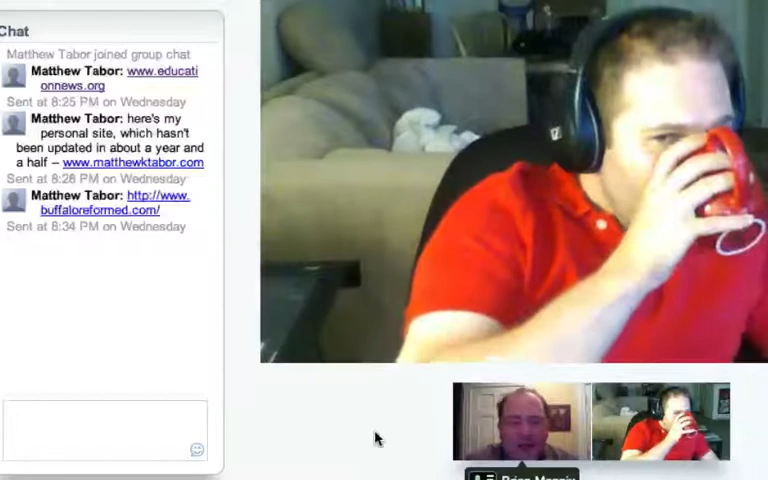 Chat
Matthew Tabor joined group chat
Matthew Tabor: www.educati
onnews.org
Sent at 8:25 PM on Wednesday
Matthew Tabor: here's my
personal site, which hasn't
been updated in about a year and
a half -- www.matthewktabor.com
Sent at 8:28 PM on Wednesday
Matthew Tabor: http://www.
buffaloreformed.com/
Sent at 8:34 PM on Wednesday